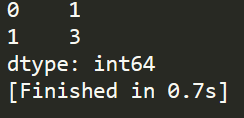 0    1
1    3
dtype: int64
[Finished in 0.7s]